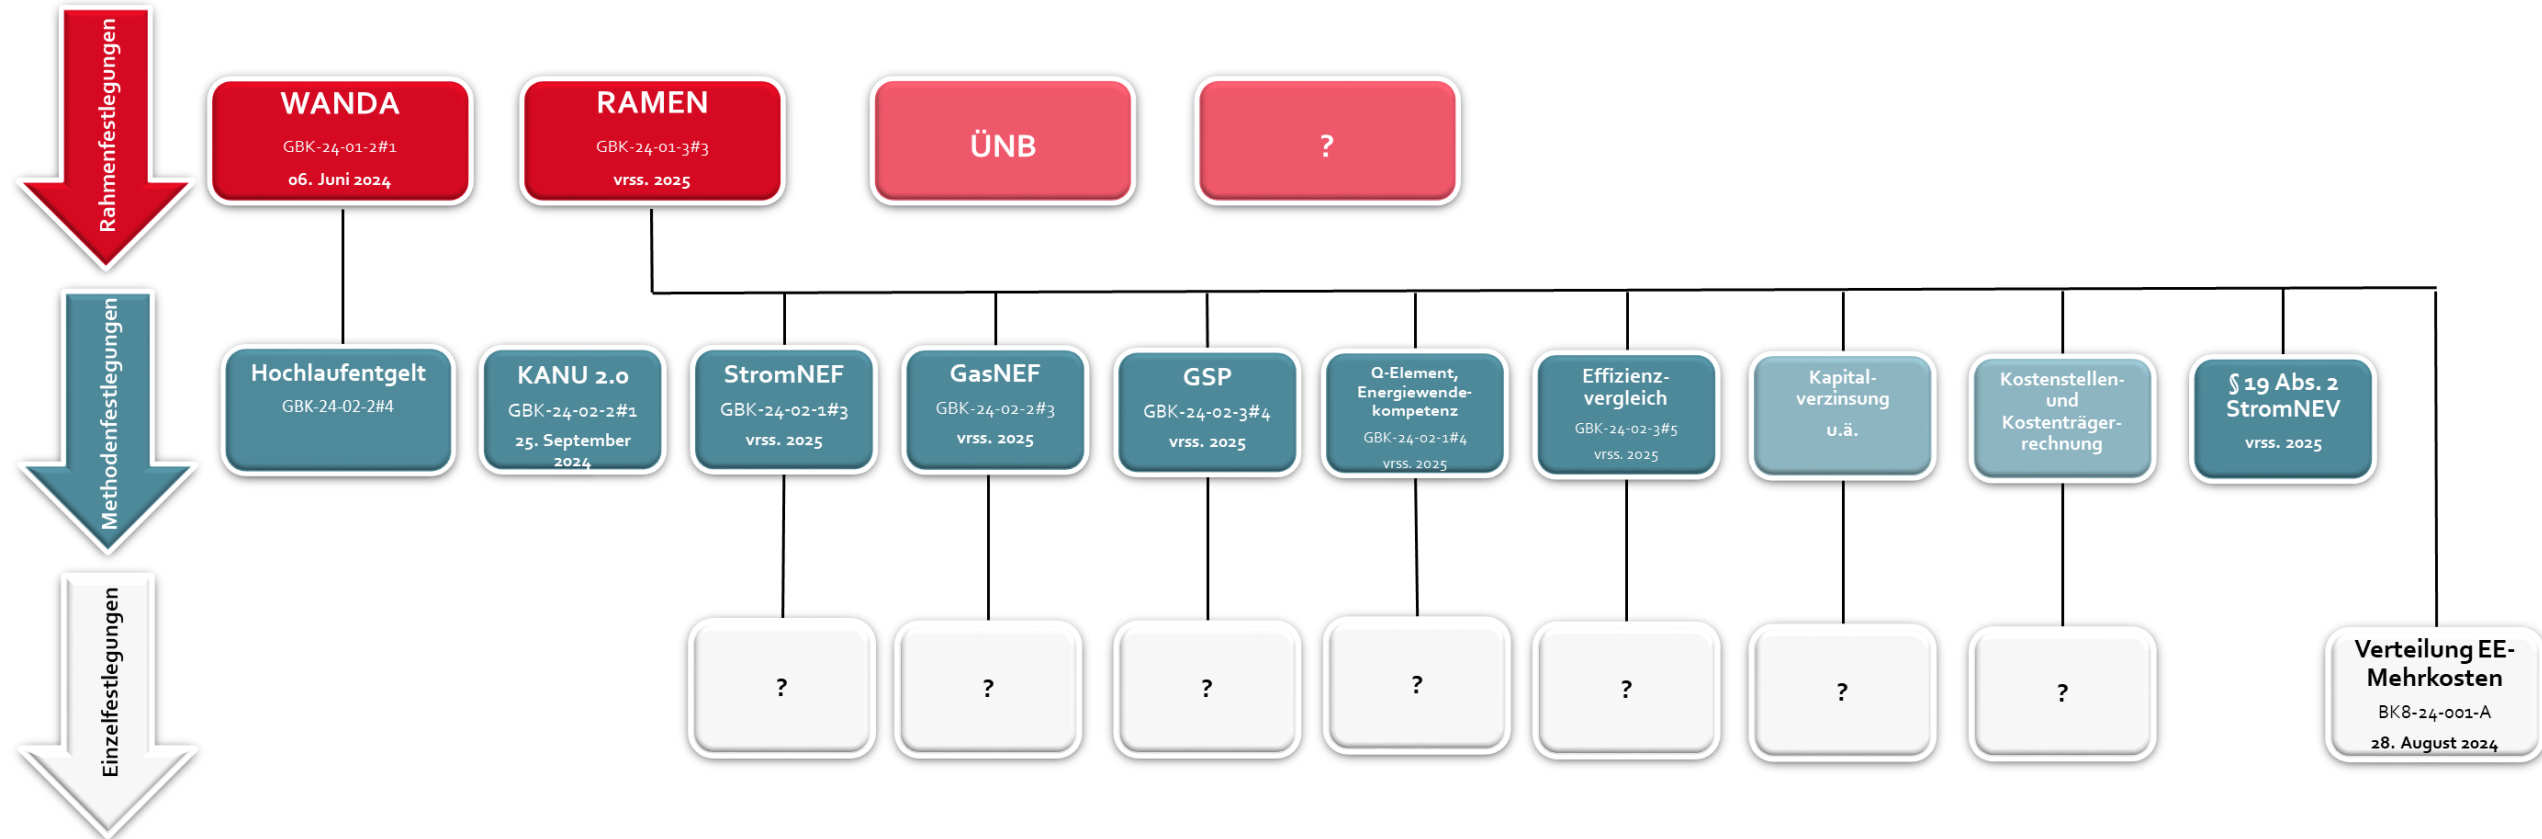 Rahmenfestlegungen
WANDA
GBK-24-01-2#1
06. Juni 2024
RAMEN
GBK-24-01-3#3
vrss. 2025
ÜNB
?
Methodenfestlegungen
Hochlaufentgelt
GBK-24-02-2#4
KANU 2.0
GBK-24-02-2#1
25. September
2024
StromNEF
GBK-24-02-1#3
vrss. 2025
GasNEF
GBK-24-02-2#3
vrss. 2025
GSP
GBK-24-02-3#4
vrss. 2025
Q-Element,
Energiewende-
kompetenz
GBK-24-02-1#4
vrss. 2025
Effizienz-
vergleich
GBK-24-02-3#5
vrss. 2025
Kapital-
verzinsung
u.ä.
Kostenstellen-
und
Kostenträger-
rechnung
§ 19 Abs. 2
StromNEV
vrss. 2025
Einzelfestlegungen
?
?
?
?
?
?
?
Verteilung EE-
Mehrkosten
BK8-24-001-A
28. August 2024